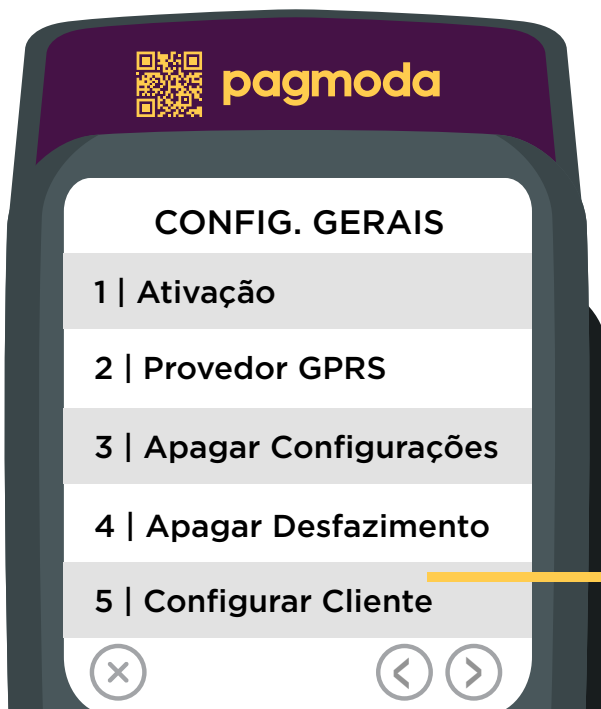 pagmoda
CONFIG. GERAIS
1 | Ativação
2 | Provedor GPRS
3 | Apagar Configurações
4 | Apagar Desfazimento
5 | Configurar Cliente